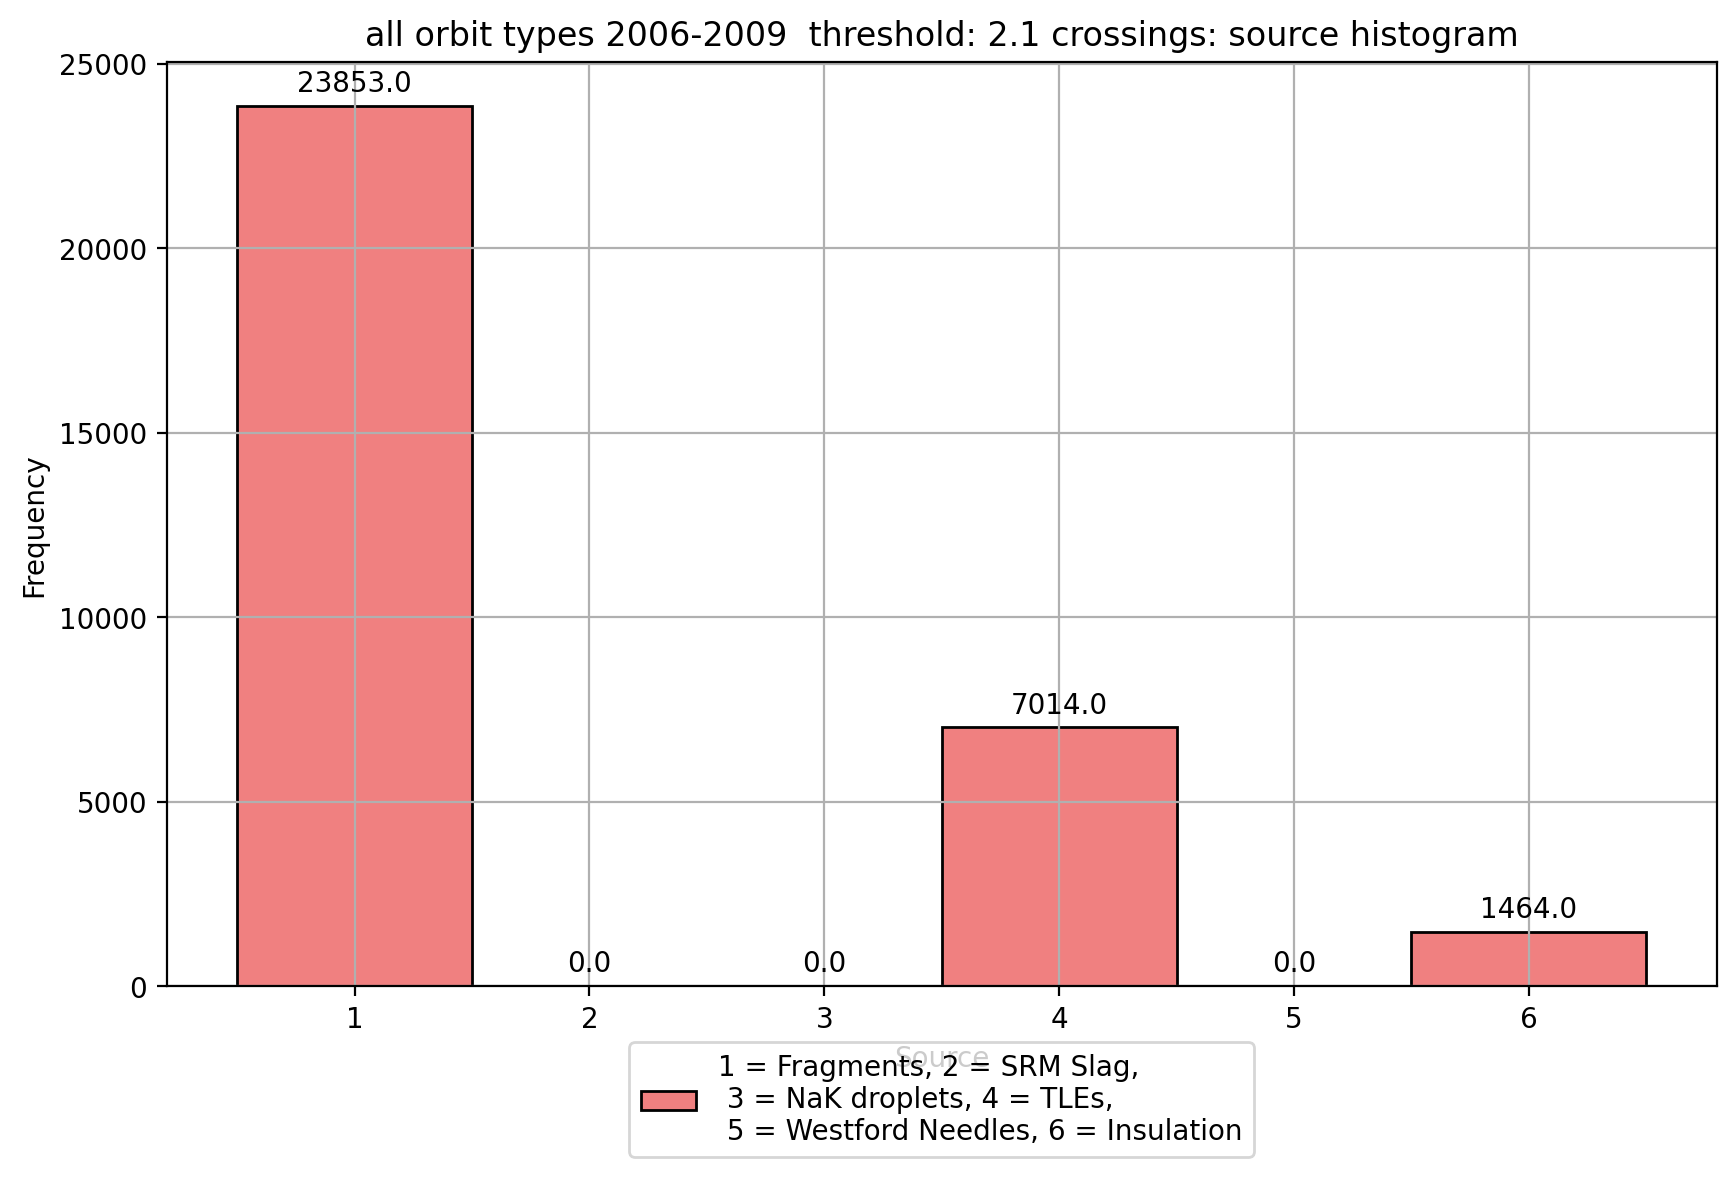 all orbit types 2006-2009  threshold: 2.1 crossings: source histogram
25000
23853.0
20000
15000
Frequency
10000
7014.0
5000
1464.0
0.0 0.0 0.0
0
1 2 3 4 5 6
Source
1 = Fragments, 2 = SRM Slag,
3 = NaK droplets, 4 = TLEs,
5 = Westford Needles, 6 = Insulation